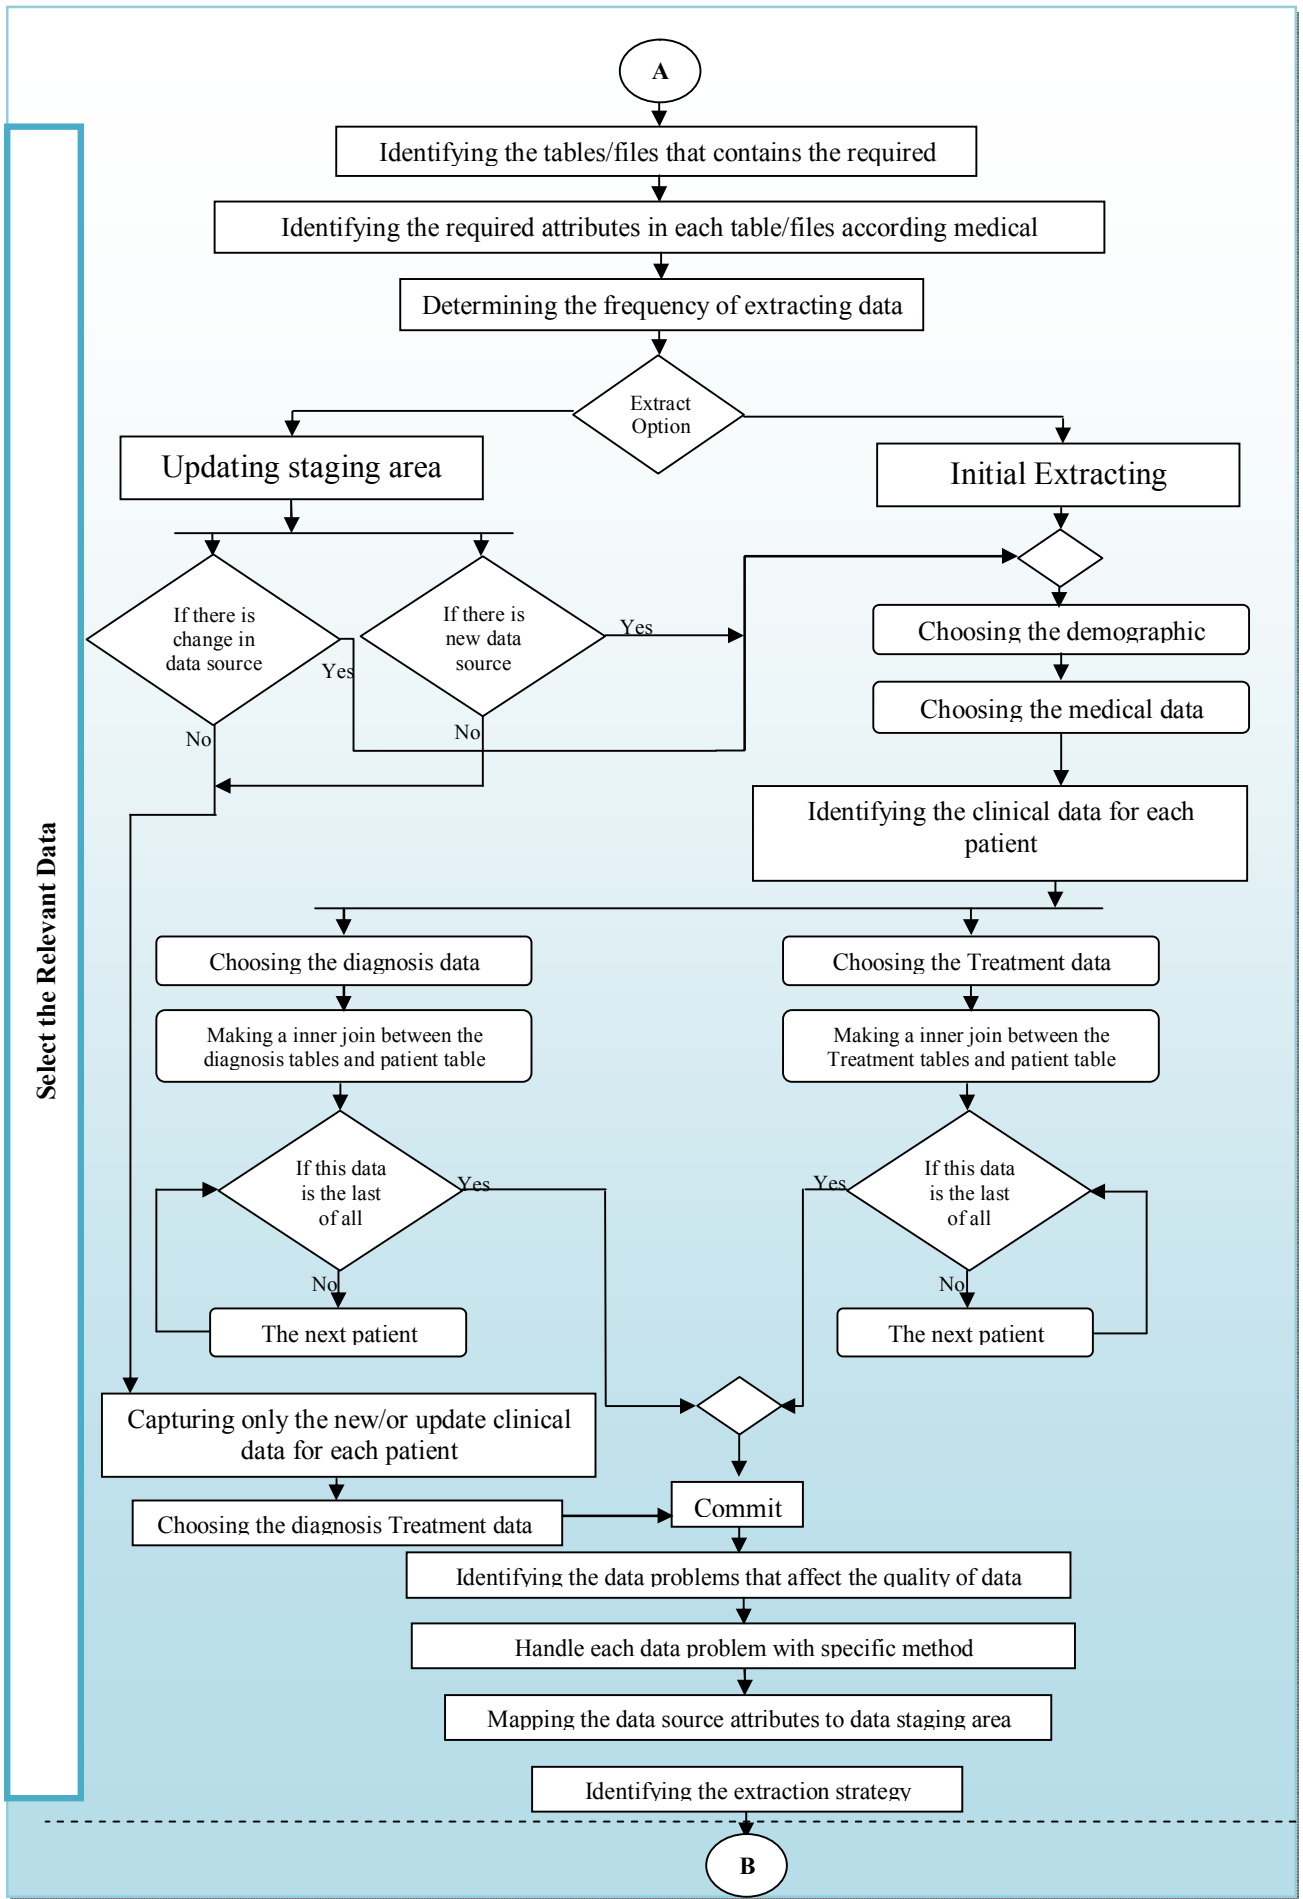 A
Identifying the tables/files that contains the required
Identifying the required attributes in each table/files according medical
Determining the frequency of extracting data
Extract
Option
Updating staging area
Initial Extracting
If there is
change in
data source
If there is
new data
source
Yes
Yes
No
No
Choosing the demographic
Choosing the medical data
Identifying the clinical data for each
patient
Select the Relevant Data
Choosing the diagnosis data
Choosing the Treatment data
Making a inner join between the
diagnosis tables and patient table
Making a inner join between the
Treatment tables and patient table
If this data
is the last
of all
Yes
If this data
is the last
of all
Yes
No
No
The next patient
The next patient
Capturing only the new/or update clinical
data for each patient
Choosing the diagnosis Treatment data
Commit
Identifying the data problems that affect the quality of data
Handle each data problem with specific method
Mapping the data source attributes to data staging area
Identifying the extraction strategy
B